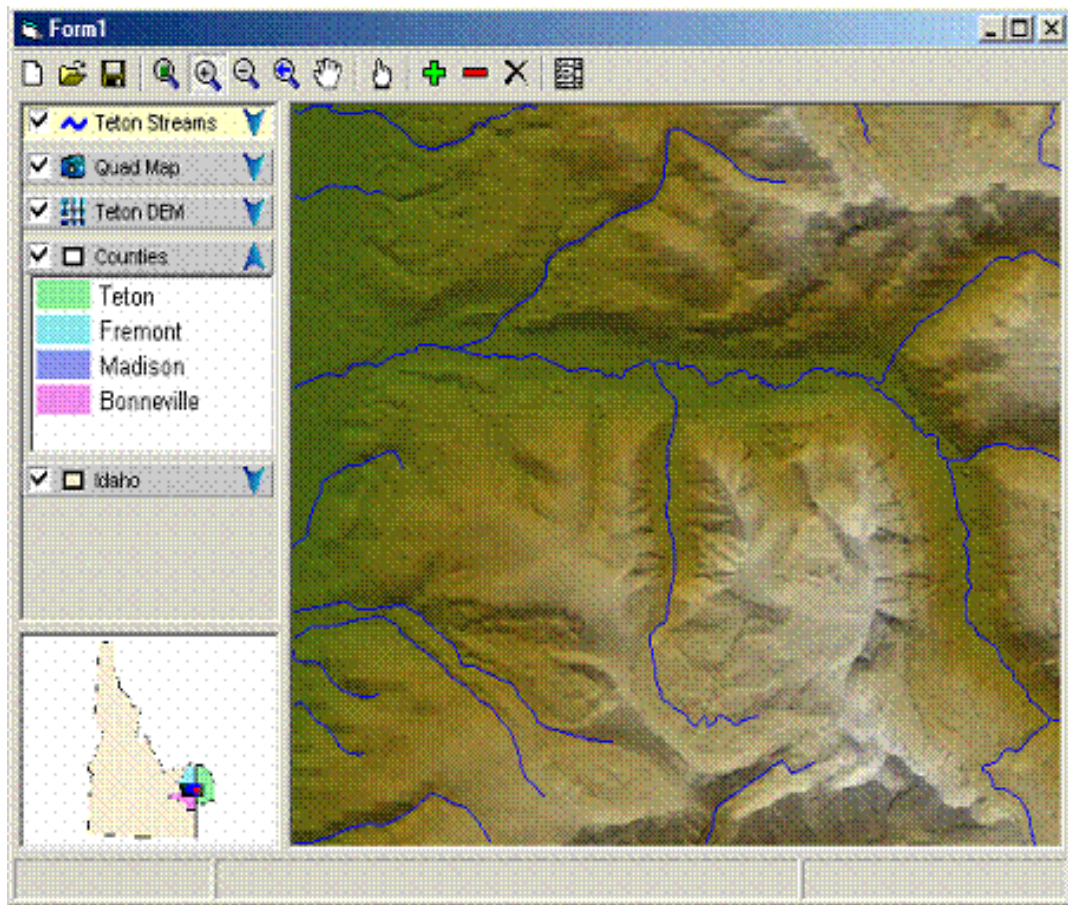 Form1
Teton Streams
Quad Map
Teton DEM
Counties
Teton
Fremont
Madison
Bonneville
Idaho